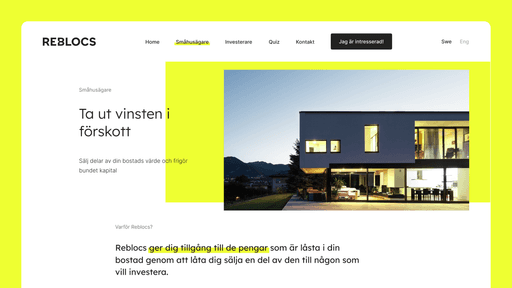 REBLOCS
Home Småhusägare Investerare Quiz Kontakt Jag är intresserad! Swe Eng
Småhusägare
Ta ut vinsten i
förskott
Sälj delar av din bostads värde och frigör
bundet kapital
Varför Reblocs?
Reblocs ger dig tillgång till de pengar som är låsta i din
bostad genom att låta dig sälja en del av den till någon som
vill investera.